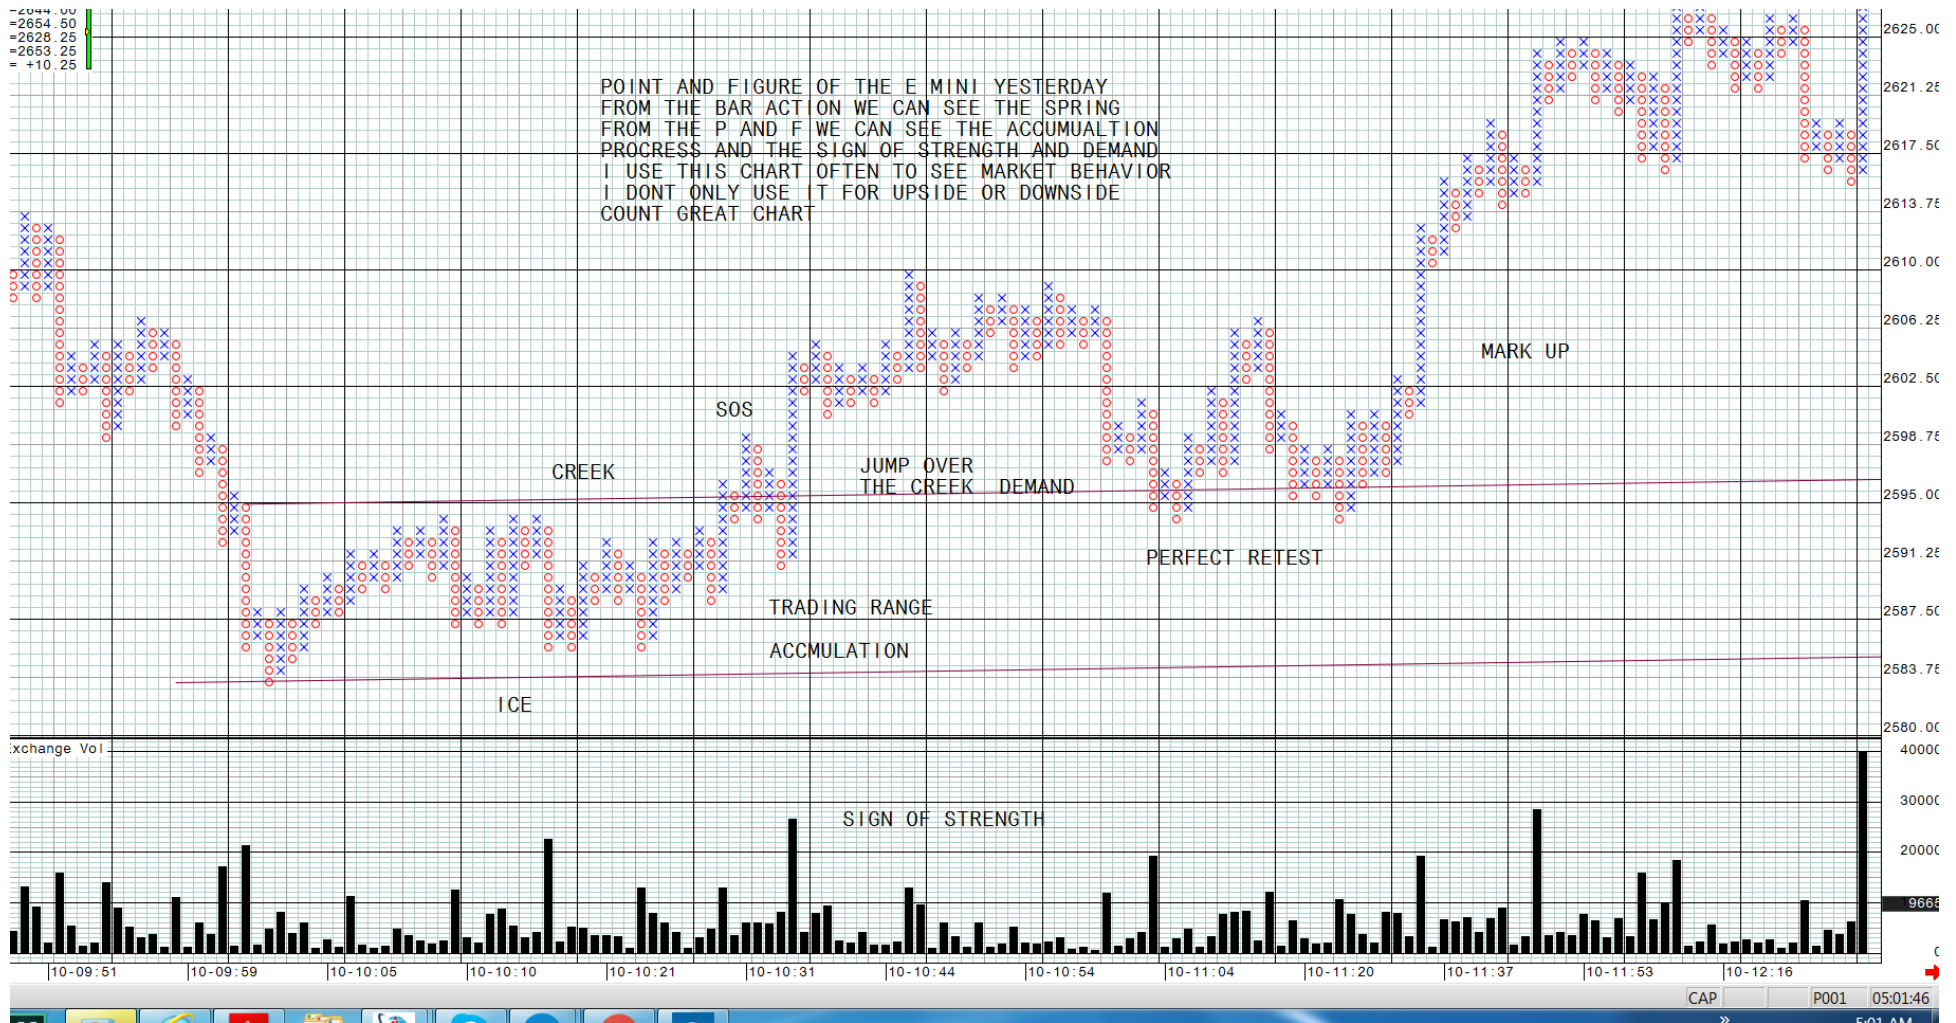 =2644.00
=2654.50
=2628.25
=2653.25
= +10.25
POINT AND FIGURE OF THE E MINI YESTERDAY
FROM THE BAR ACTION WE CAN SEE THE SPRING
FROM THE P AND F WE CAN SEE THE ACCUMUALTION
PROCRESS AND THE SIGN OF STRENGTH AND DEMAND
I USE THIS CHART OFTEN TO SEE MARKET BEHAVIOR
I DONT ONLY USE IT FOR UPSIDE OR DOWNSIDE
COUNT GREAT CHART
2625.00
2621.25
2617.50
2613.75
2610.00
2606.25
2602.50
2598.75
2595.00
2591.25
2587.50
2583.75
2580.00
MARK UP
SOS
CREEK
JUMP OVER
THE CREEK DEMAND
PERFECT RETEST
TRADING RANGE
ACCMULATION
ICE
xchange Vol
40000
30000
20000
9665
0
SIGN OF STRENGTH
10-09:51 10-09:59 10-10:05 10-10:10 10-10:21 10-10:31 10-10:44 10-10:54 10-11:04 10-11:20 10-11:37 10-11:53 10-12:16
CAP P001 05:01:46
5:01 AM